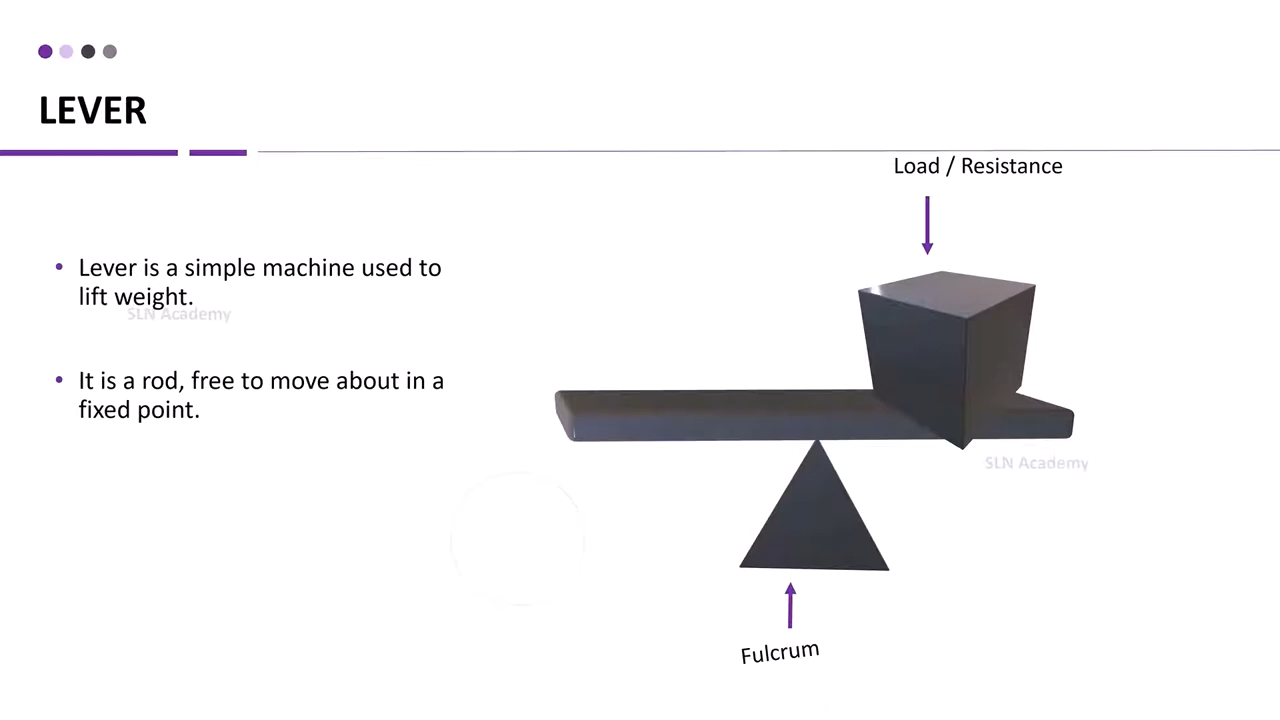 LEVER
Load / Resistance
• Lever is a simple machine used to
lift weight.
SLN Academy
• It is a rod, free to move about in a
fixed point.
SLN Academy
Fulcrum